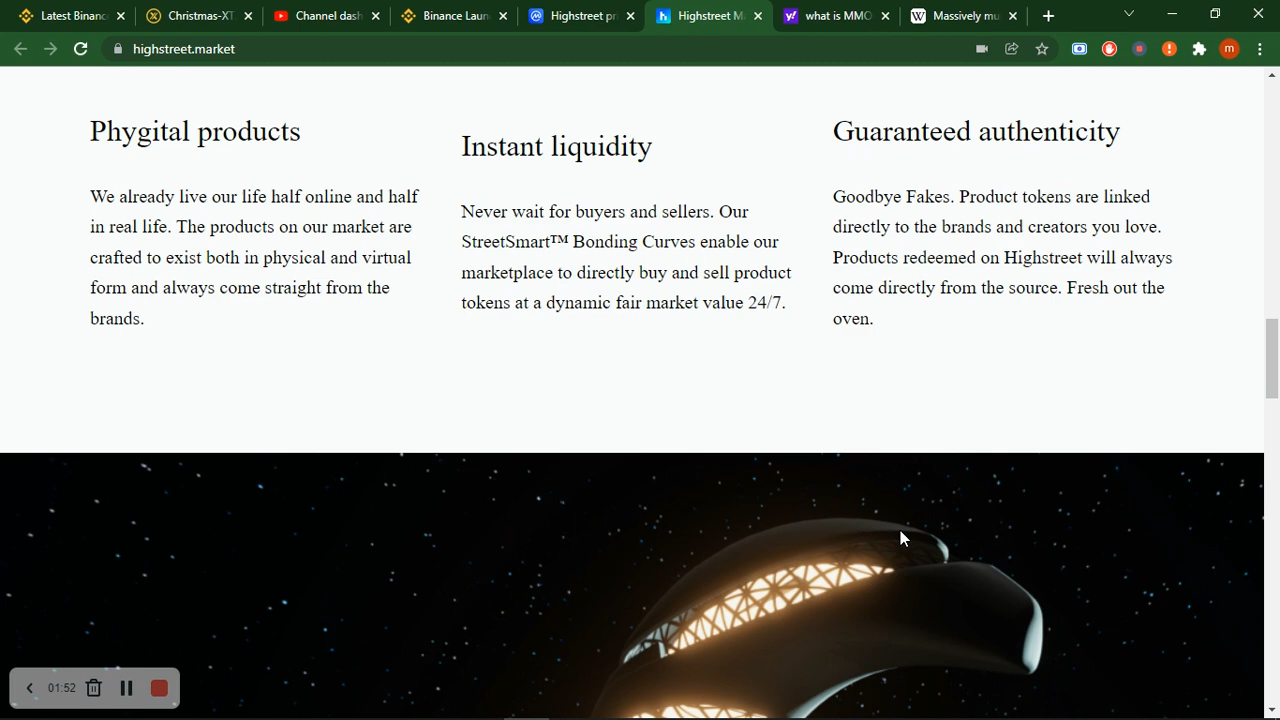 Latest Binanc
Christmas-XT
Channel dash
Binance Laun
Highstreet pri
Highstreet M
what is MMO
Massively mu
highstreet.market
m
Phygital products
We already live our life half online and half
in real life. The products on our market are
crafted to exist both in physical and virtual
form and always come straight from the
brands.
Instant liquidity
Never wait for buyers and sellers. Our
StreetSmart™ Bonding Curves enable our
marketplace to directly buy and sell product
tokens at a dynamic fair market value 24/7.
Guaranteed authenticity
Goodbye Fakes. Product tokens are linked
directly to the brands and creators you love.
Products redeemed on Highstreet will always
come directly from the source. Fresh out the
oven.
01:52